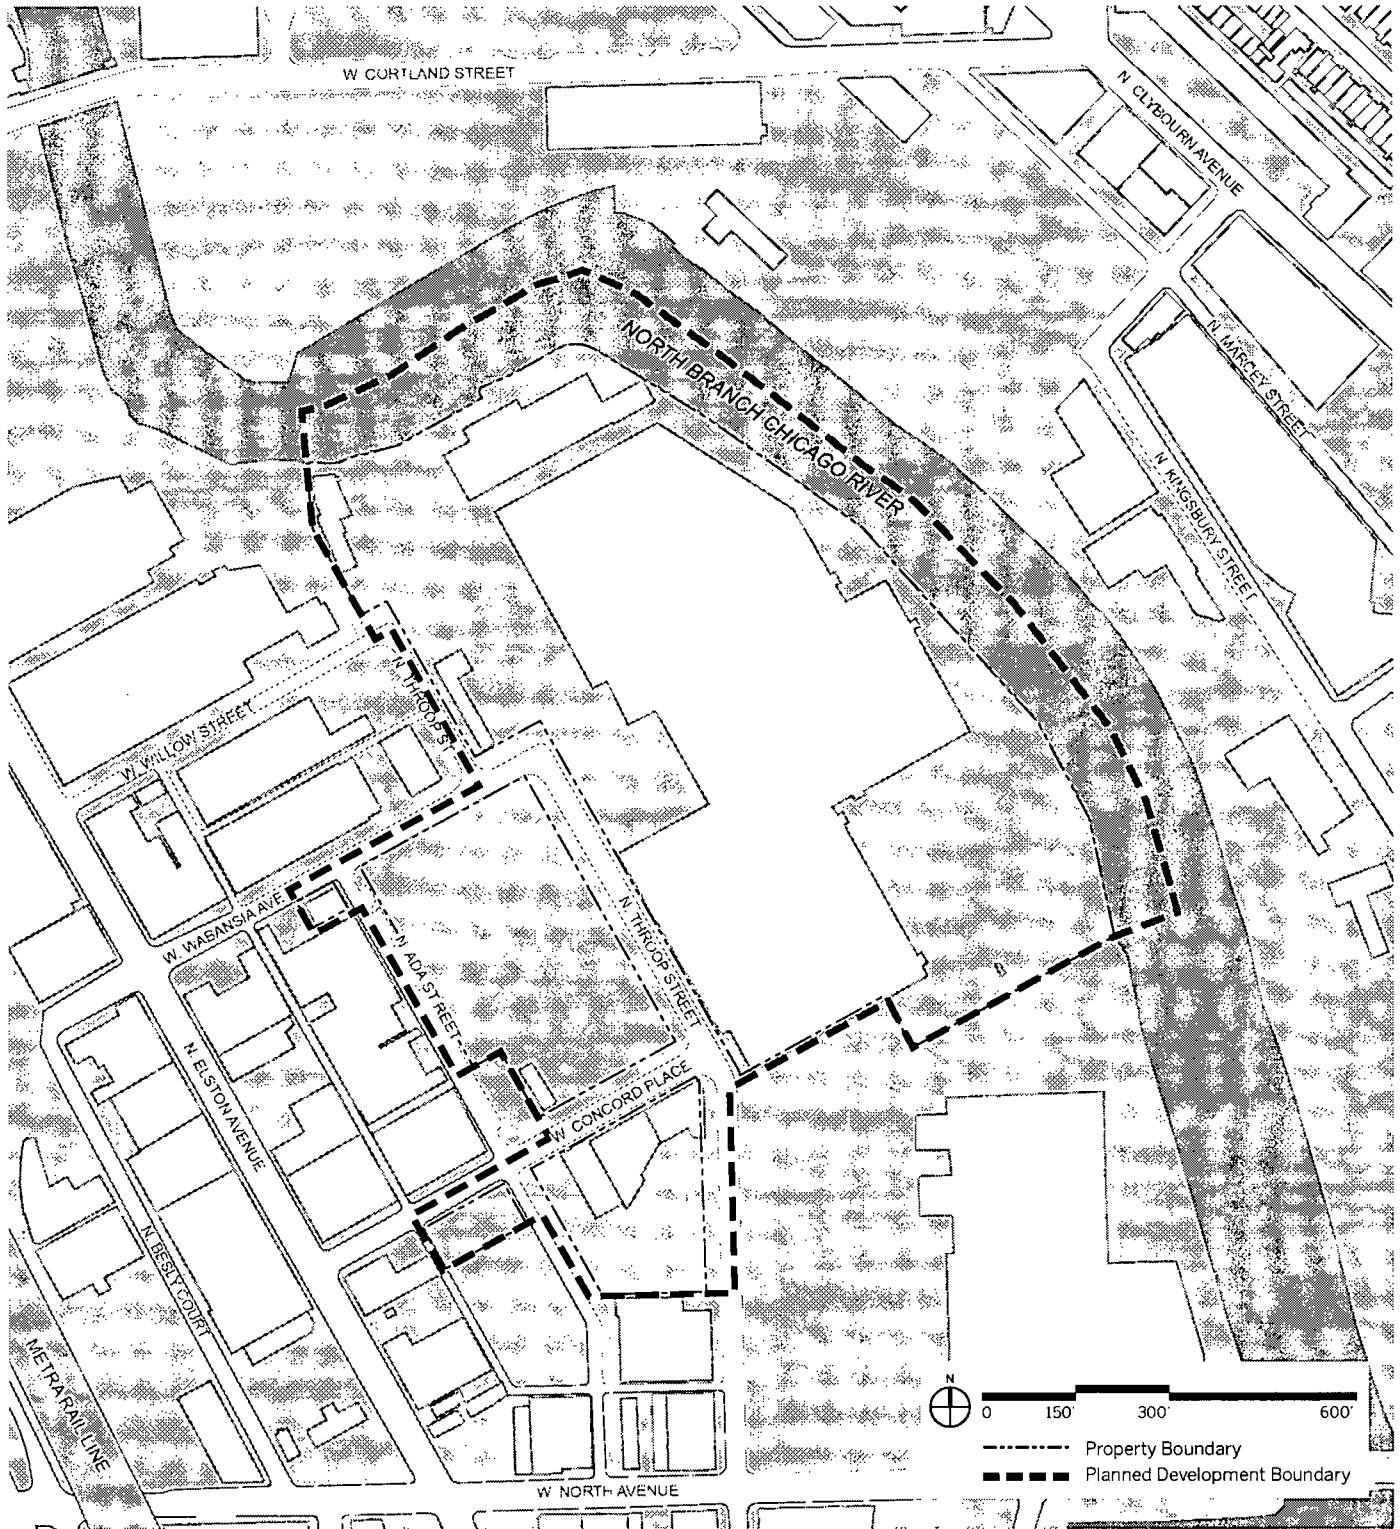 W CORTLAND STREET
N CLYBOURN AVENUE
N MARCEY STREET
NORTH BRANCH CHICAGO RIVER
N KINGSBURY STREET
N THROOP S
W WILLOW STREET
W. WABANSIA AVE
N ADA STREET
N THROOP STREET
W CONCORD PLACE
N. ELSTON AVENUE
N. BESLY COURT
METRA RAIL LINE
W NORTH AVENUE
N
0 150' 300' 600'
Property Boundary
Planned Development Boundary